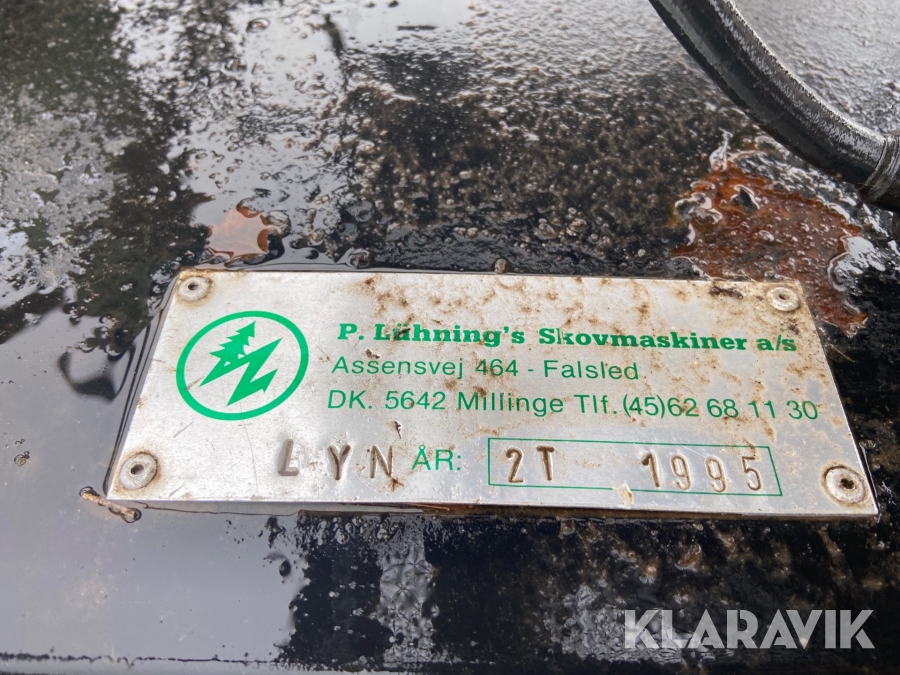 P. Lühning's Skovmaskiner a/s
Assensvej 464 - Falsled
DK. 5642 Millinge Tlf. (45)62 68 11 30
LYN ÅR: 2T 1995
KLARAVIK